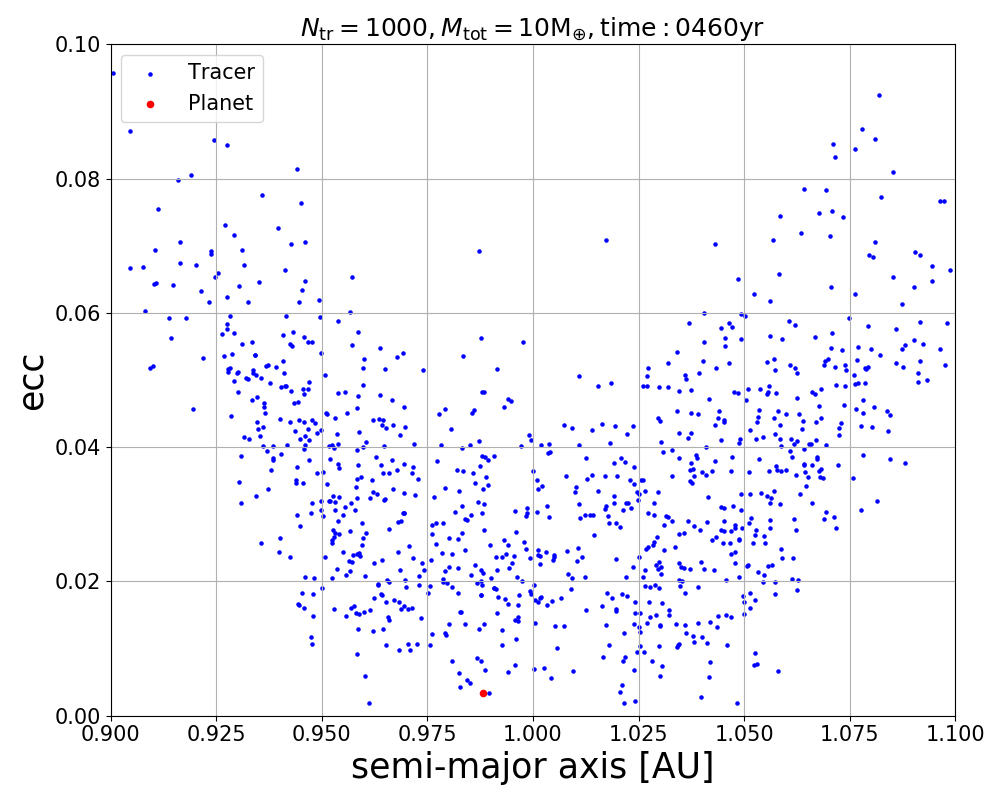 N_tr = 1000, M_tot = 10M_⊕, time : 0460yr
0.10
Tracer
Planet
0.08
0.06
ecc
0.04
0.02
0.00
0.900 0.925 0.950 0.975 1.000 1.025 1.050 1.075 1.100
semi-major axis [AU]